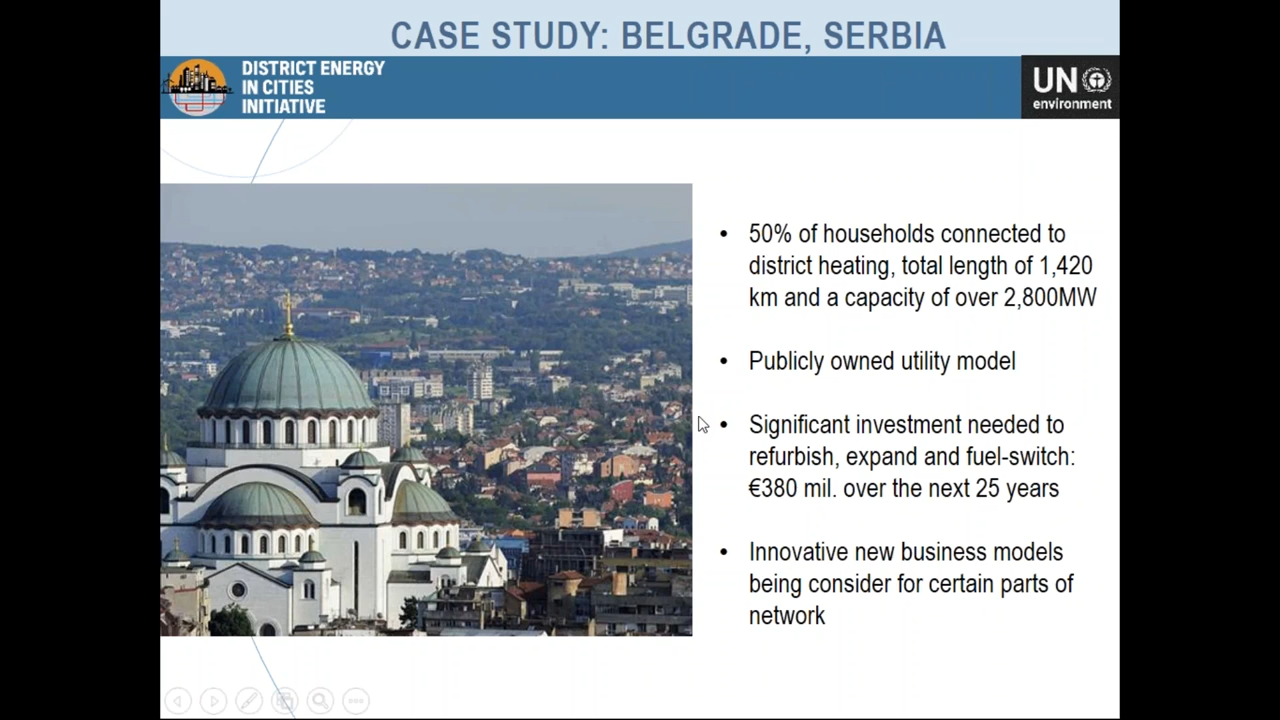 CASE STUDY: BELGRADE, SERBIA
DISTRICT ENERGY
IN CITIES
INITIATIVE
UN
environment
• 50% of households connected to
district heating, total length of 1,420
km and a capacity of over 2,800MW
• Publicly owned utility model
• Significant investment needed to
refurbish, expand and fuel-switch:
€380 mil. over the next 25 years
• Innovative new business models
being consider for certain parts of
network